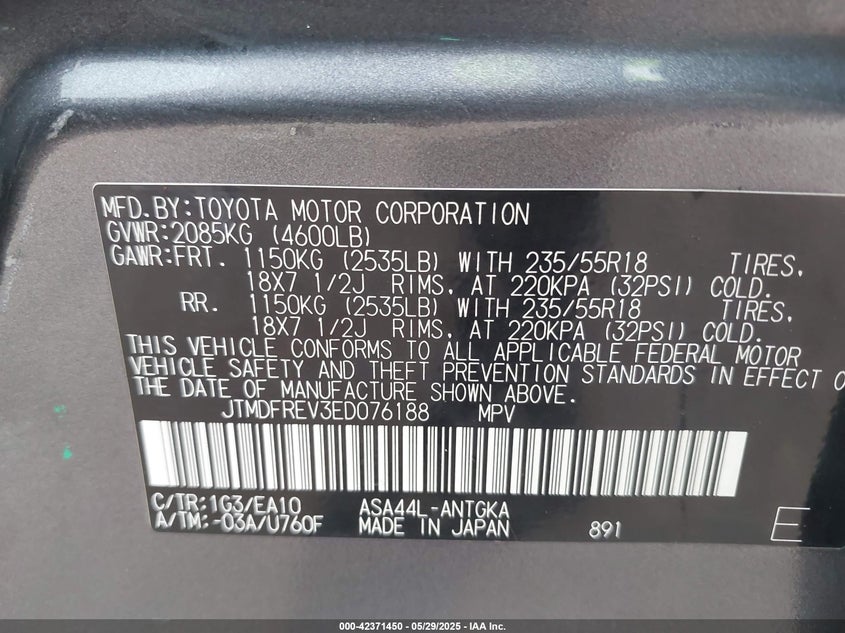 MFD.BY:TOYOTA MOTOR CORPORATION
GVWR:2085KG (4600LB)
GAWR:FRT. 1150KG (2535LB) WITH 235/55R18 TIRES,
18X7 1/2J RIMS, AT 220KPA (32PSI) COLD.
RR. 1150KG (2535LB) WITH 235/55R18 TIRES,
18X7 1/2J RIMS, AT 220KPA (32PSI) COLD.
THIS VEHICLE CONFORMS TO ALL APPLICABLE FEDERAL MOTOR
VEHICLE SAFETY AND THEFT PREVENTION STANDARDS IN EFFECT O
THE DATE OF MANUFACTURE SHOWN ABOVE.
JTMDFREV3ED076188 MPV
C/TR:1G3/EA10 ASA44L-ANTGKA
A/TM:-03A/U760F MADE IN JAPAN 891 E
000-42371450 - 05/29/2025 - IAA Inc.